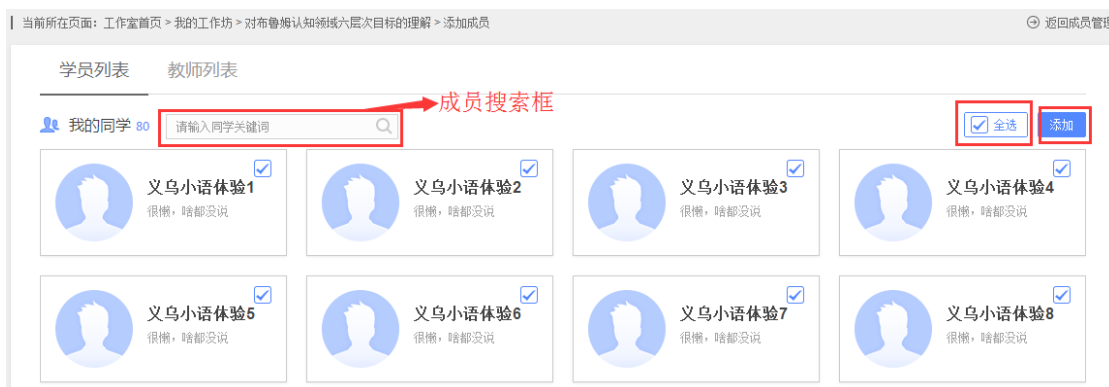 当前所在页面：工作室首页 > 我的工作坊 > 对布鲁姆认知领域六层次目标的理解 > 添加成员 返回成员管理
学员列表 教师列表
成员搜索框
我的同学 80 请输入同学关键词 全选 添加
义乌小语体验1 义乌小语体验2 义乌小语体验3 义乌小语体验4
很懒，啥都没说 很懒，啥都没说 很懒，啥都没说 很懒，啥都没说
义乌小语体验5 义乌小语体验6 义乌小语体验7 义乌小语体验8
很懒，啥都没说 很懒，啥都没说 很懒，啥都没说 很懒，啥都没说